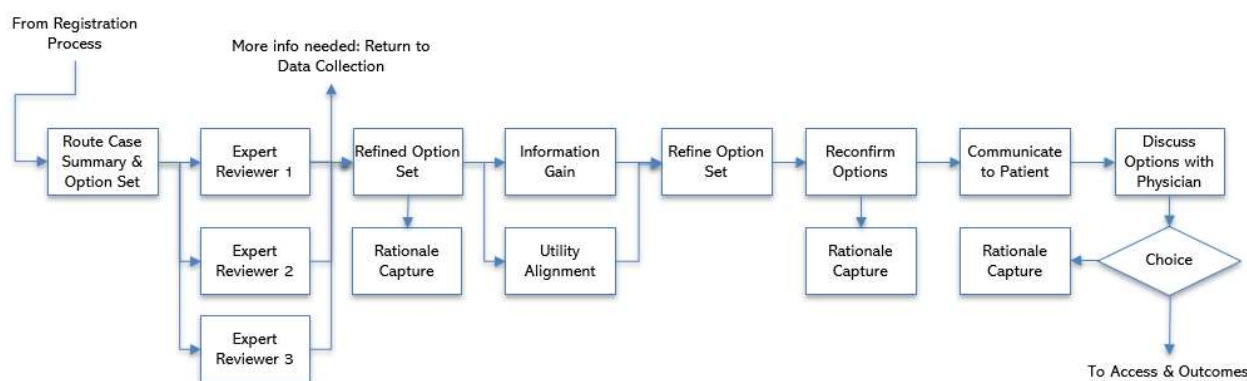 From Registration
Process
More info needed: Return to
Data Collection
Route Case
Summary &
Option Set
Expert
Reviewer 1
Refined Option
Set
Information
Gain
Refine Option
Set
Reconfirm
Options
Communicate
to Patient
Discuss
Options with
Physician
Expert
Reviewer 2
Rationale
Capture
Utility
Alignment
Rationale
Capture
Rationale
Capture
Choice
Expert
Reviewer 3
To Access & Outcomes